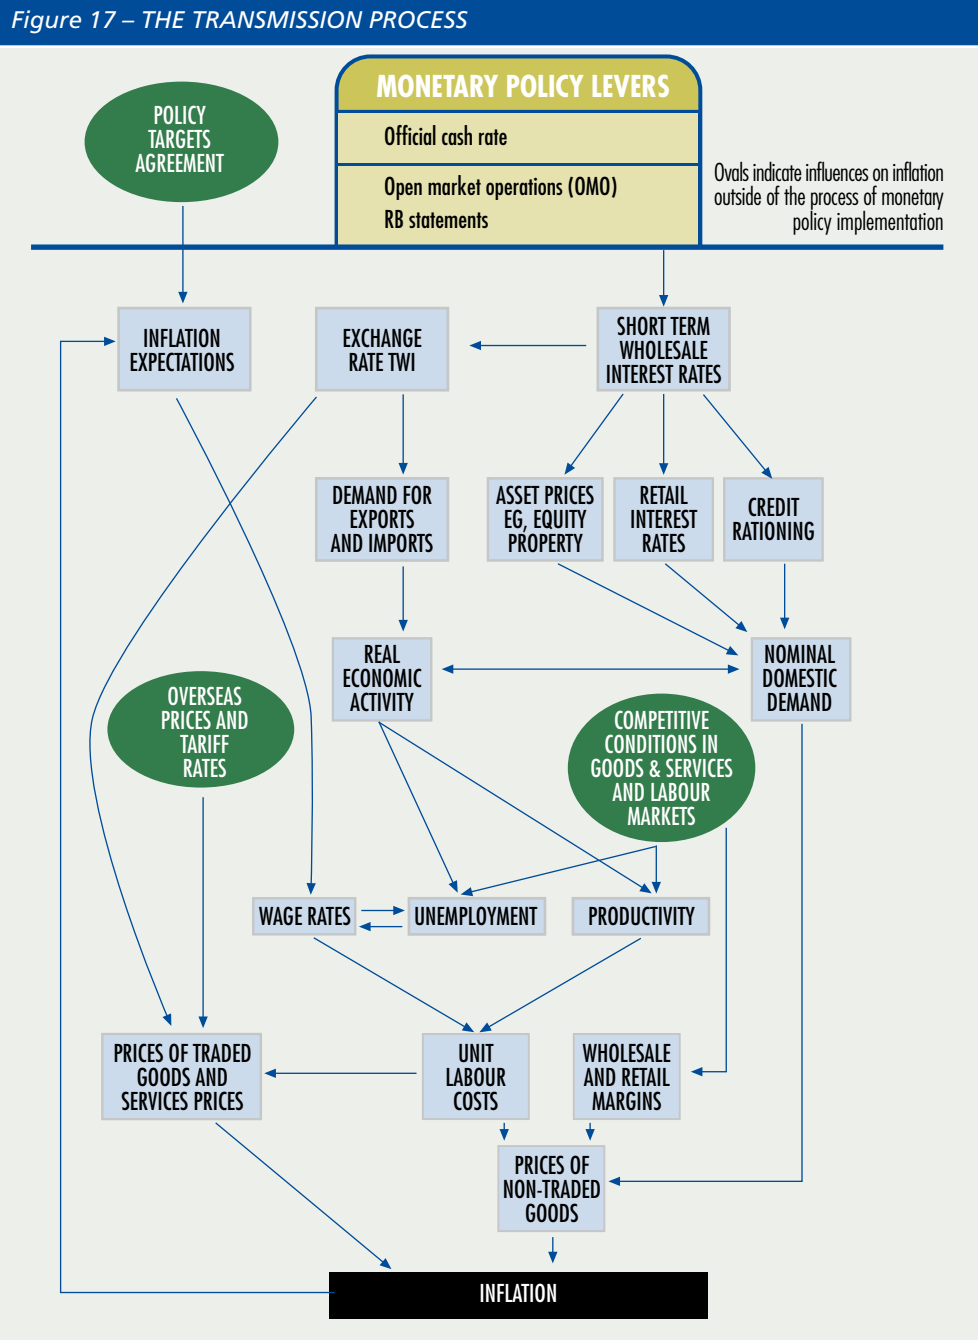 Figure 17 – THE TRANSMISSION PROCESS
MONETARY POLICY LEVERS
Official cash rate
Open market operations (OMO)
RB statements
POLICY
TARGETS
AGREEMENT
Ovals indicate influences on inflation
outside of the process of monetary
policy implementation
INFLATION
EXPECTATIONS
EXCHANGE
RATE TWI
SHORT TERM
WHOLESALE
INTEREST RATES
DEMAND FOR
EXPORTS
AND IMPORTS
ASSET PRICES
EG, EQUITY
PROPERTY
RETAIL
INTEREST
RATES
CREDIT
RATIONING
REAL
ECONOMIC
ACTIVITY
NOMINAL
DOMESTIC
DEMAND
OVERSEAS
PRICES AND
TARIFF
RATES
COMPETITIVE
CONDITIONS IN
GOODS & SERVICES
AND LABOUR
MARKETS
WAGE RATES
UNEMPLOYMENT
PRODUCTIVITY
PRICES OF TRADED
GOODS AND
SERVICES PRICES
UNIT
LABOUR
COSTS
WHOLESALE
AND RETAIL
MARGINS
PRICES OF
NON-TRADED
GOODS
INFLATION